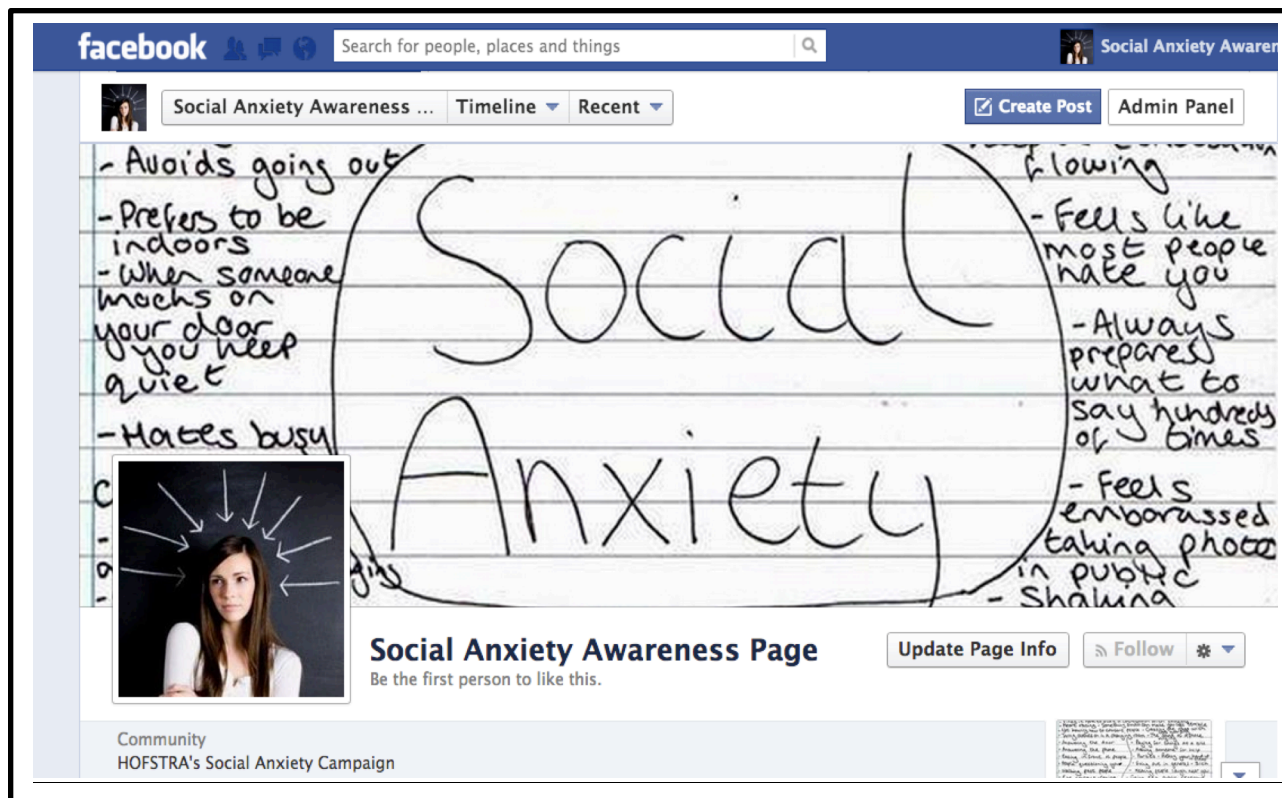 facebook
Search for people, places and things
Social Anxiety Awaren
Social Anxiety Awareness ...
Timeline
Recent
Create Post
Admin Panel
- Avoids going out
- Prefers to be
indoors
- When someone
knocks on
your door
you keep
quiet
- Hates busy
Social
Anxiety
flowing
- Feels like
most people
hate you
- Always
prepares
what to
say hundreds
of times
- Feels
emborassed
taking photo
in public
- Shaking
Social Anxiety Awareness Page
Be the first person to like this.
Update Page Info
Follow
Community
HOFSTRA's Social Anxiety Campaign